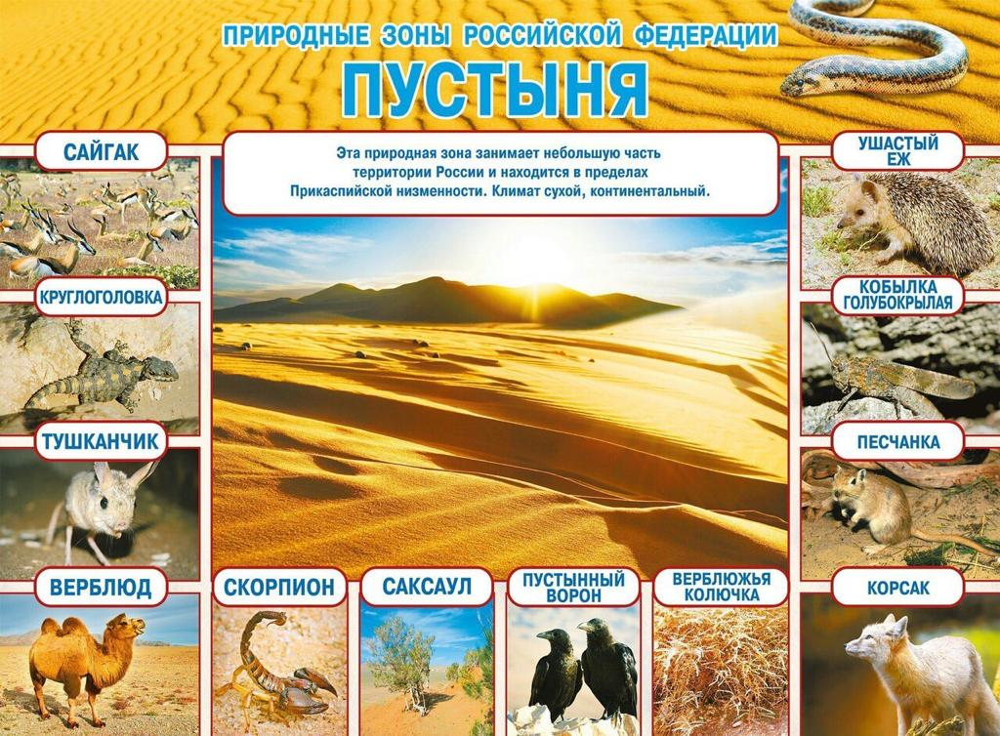 ПРИРОДНЫЕ ЗОНЫ РОССИЙСКОЙ ФЕДЕРАЦИИ
ПУСТЫНЯ
Эта природная зона занимает небольшую часть
территории России и находится в пределах
Прикаспийской низменности. Климат сухой, континентальный.
САЙГАК
КРУГЛОГОЛОВКА
ТУШКАНЧИК
ВЕРБЛЮД
СКОРПИОН
САКСАУЛ
ПУСТЫННЫЙ
ВОРОН
ВЕРБЛЮЖЬЯ
КОЛЮЧКА
УШАСТЫЙ
ЕЖ
КОБЫЛКА
ГОЛУБОКРЫЛАЯ
ПЕСЧАНКА
КОРСАК